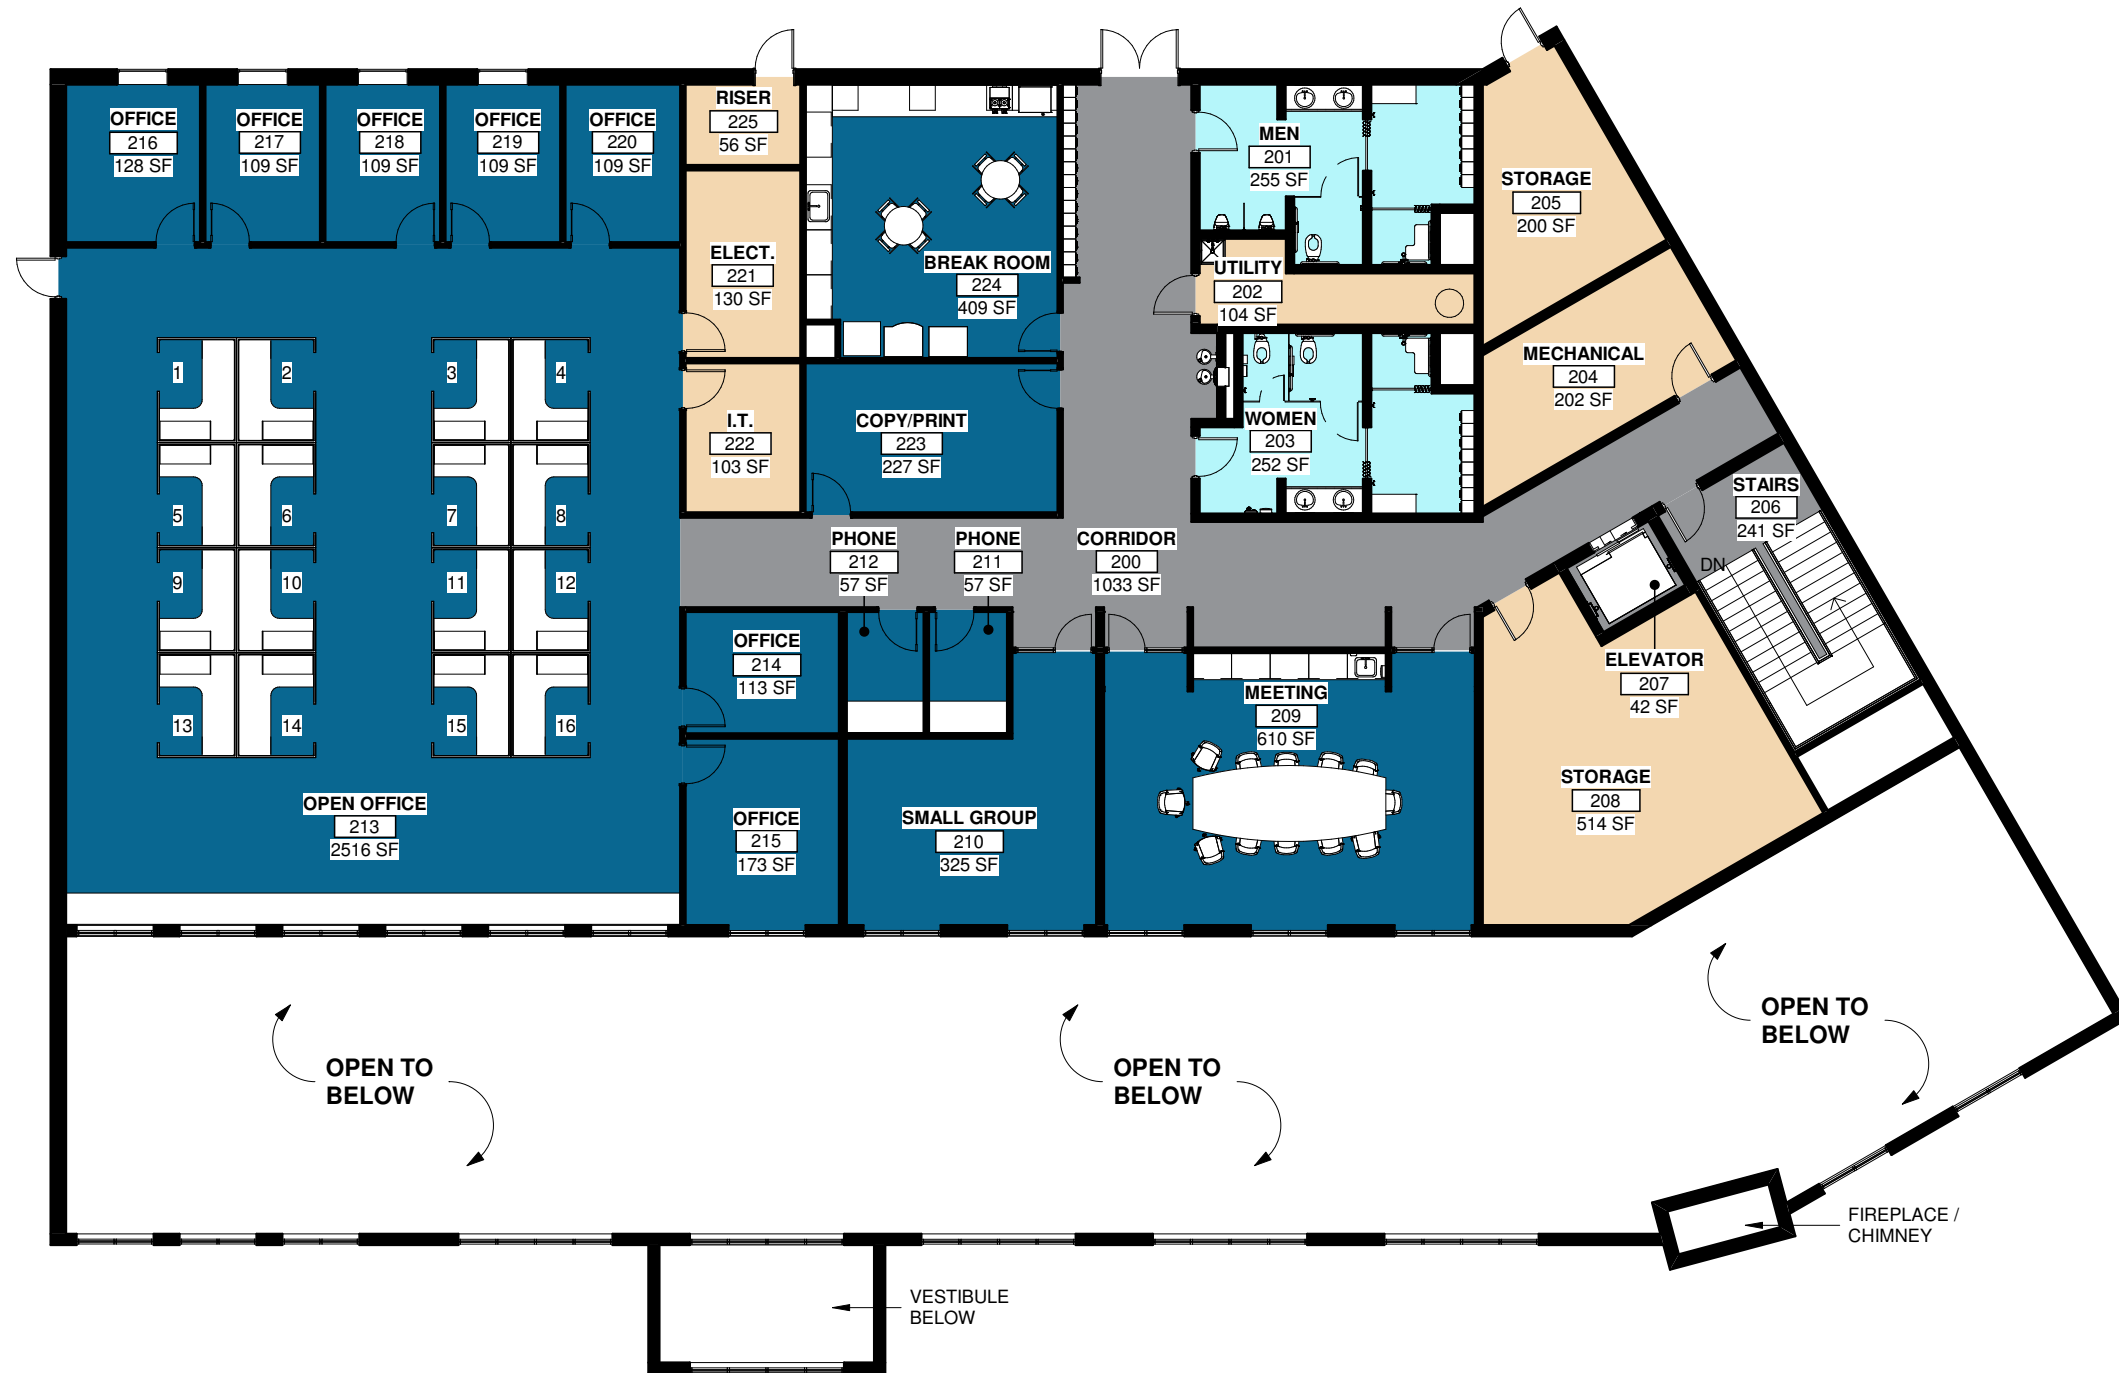 OFFICE
216
128 SF
OFFICE
217
109 SF
OFFICE
218
109 SF
OFFICE
219
109 SF
OFFICE
220
109 SF
RISER
225
56 SF
ELECT.
221
130 SF
I.T.
222
103 SF
BREAK ROOM
224
409 SF
COPY/PRINT
223
227 SF
MEN
201
255 SF
UTILITY
202
104 SF
WOMEN
203
252 SF
STORAGE
205
200 SF
MECHANICAL
204
202 SF
STAIRS
206
241 SF
DN
1
2
3
4
5
6
7
8
9
10
11
12
13
14
15
16
OPEN OFFICE
213
2516 SF
PHONE
212
57 SF
PHONE
211
57 SF
CORRIDOR
200
1033 SF
OFFICE
214
113 SF
OFFICE
215
173 SF
SMALL GROUP
210
325 SF
MEETING
209
610 SF
ELEVATOR
207
42 SF
STORAGE
208
514 SF
OPEN TO
BELOW
OPEN TO
BELOW
OPEN TO
BELOW
FIREPLACE /
CHIMNEY
VESTIBULE
BELOW